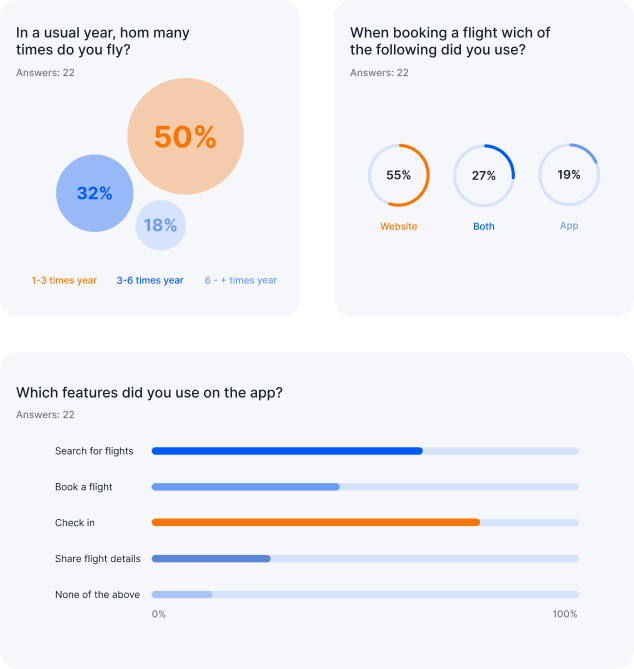 In a usual year, hom many
times do you fly?
Answers: 22
50%
32%
18%
1-3 times year
3-6 times year
6 - + times year
When booking a flight wich of
the following did you use?
Answers: 22
55%
27%
19%
Website
Both
App
Which features did you use on the app?
Answers: 22
Search for flights
Book a flight
Check in
Share flight details
None of the above
0%
100%